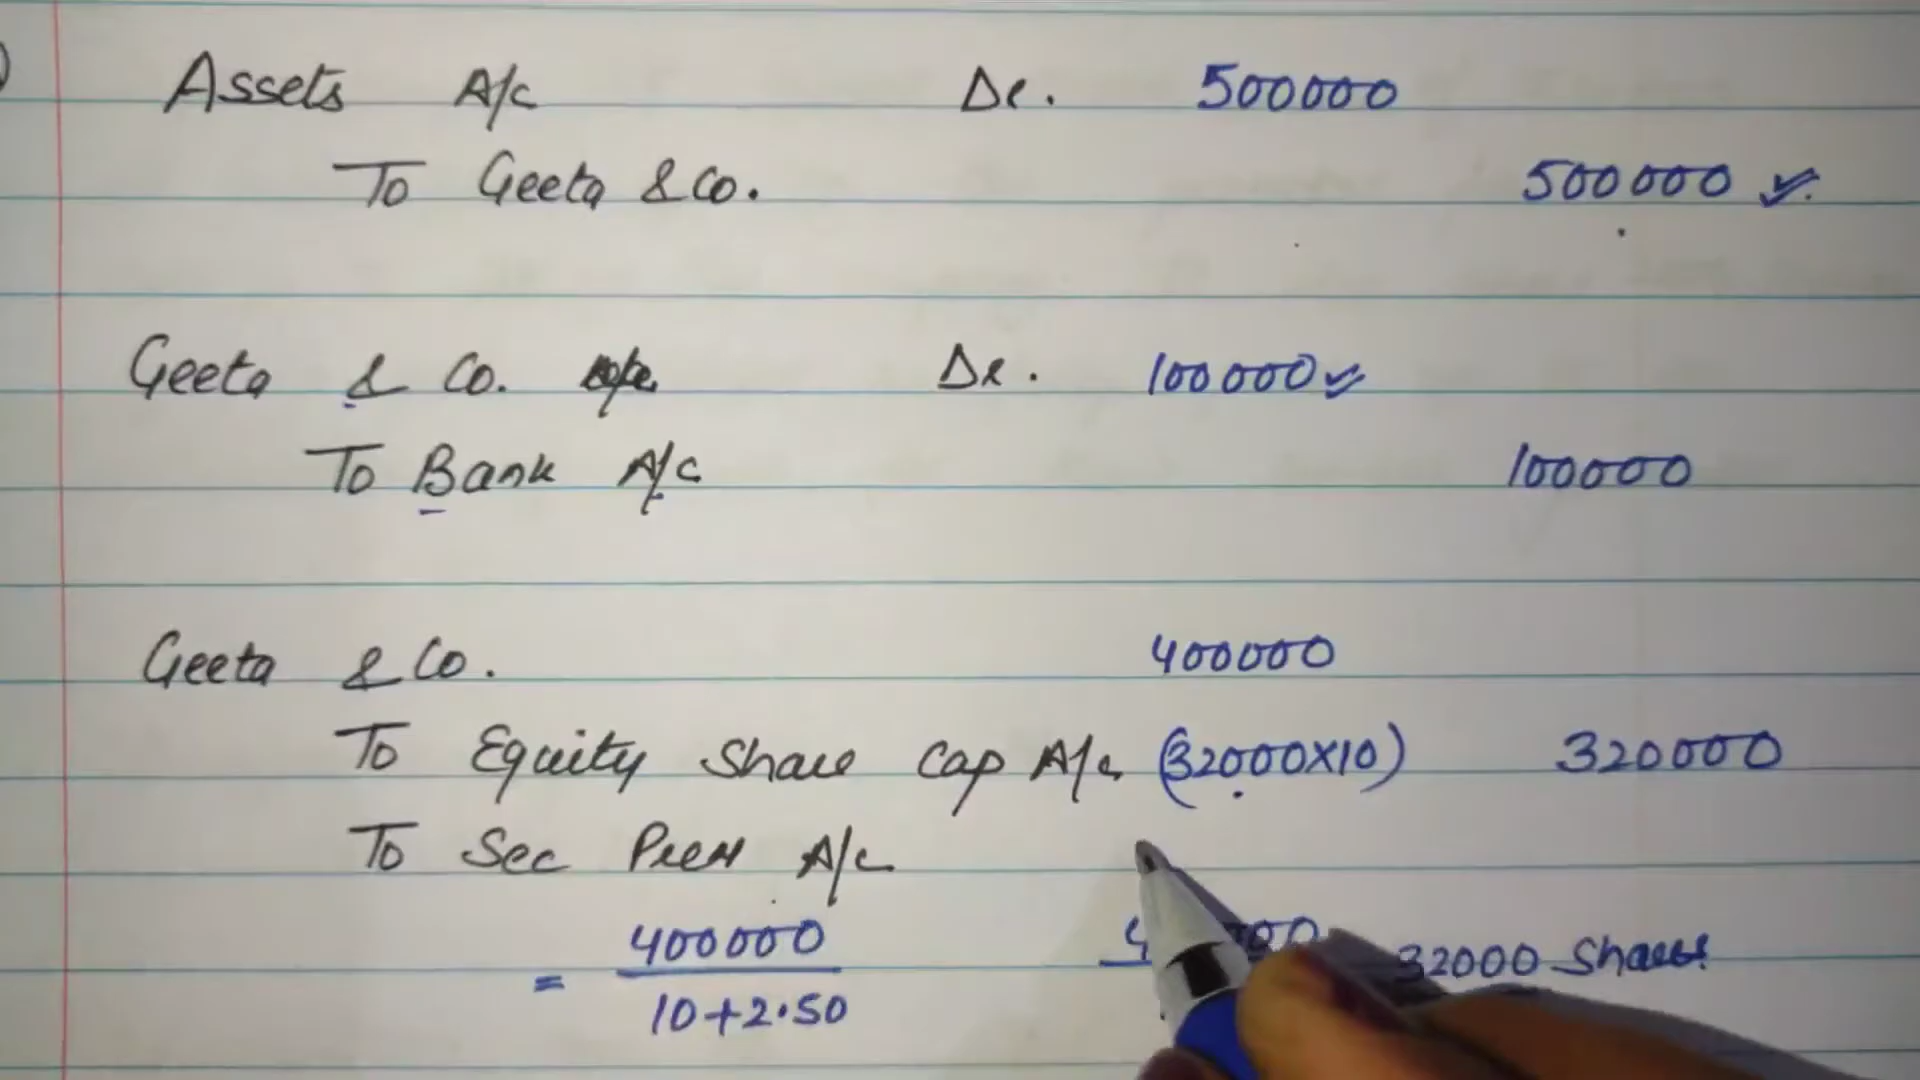 Assets A/c Dr. 500000
To Geeta & Co. 500000
Geeta & Co. Dr. 100000
To Bank A/c 100000
Geeta & Co. 400000
To Equity Share Cap A/c (32000x10) 320000
To Sec Prem A/c
= 400000 32000 Shares
10+2.50